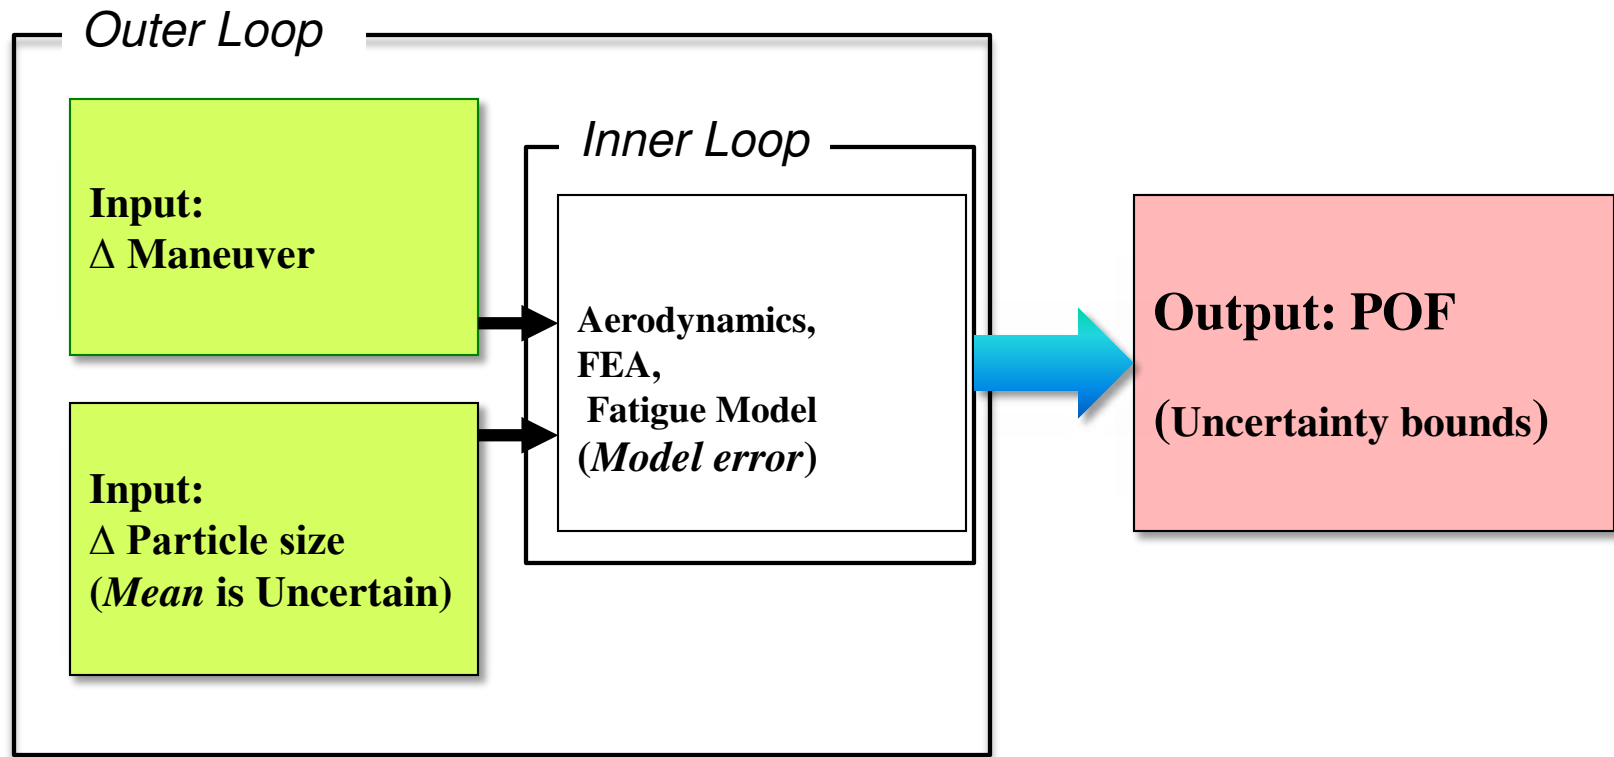 Outer Loop
Input:
Δ Maneuver
Input:
Δ Particle size
(Mean is Uncertain)
Inner Loop
Aerodynamics,
FEA,
Fatigue Model
(Model error)
Output: POF
(Uncertainty bounds)